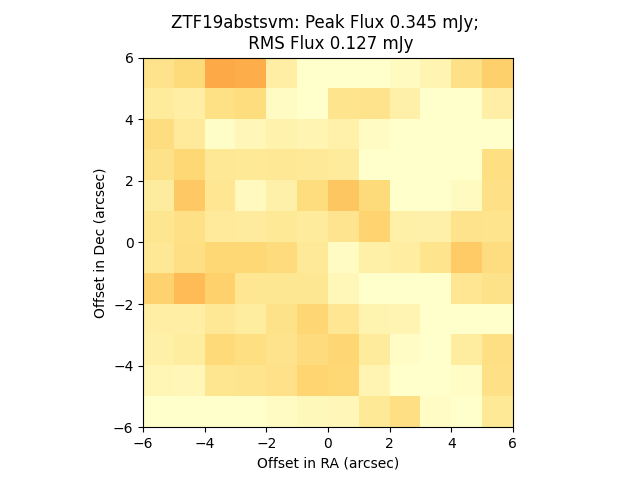 ZTF19abstsvm: Peak Flux 0.345 mJy;
RMS Flux 0.127 mJy
6
4
2
0
−2
−4
−6
Offset in Dec (arcsec)
−6 −4 −2 0 2 4 6
Offset in RA (arcsec)